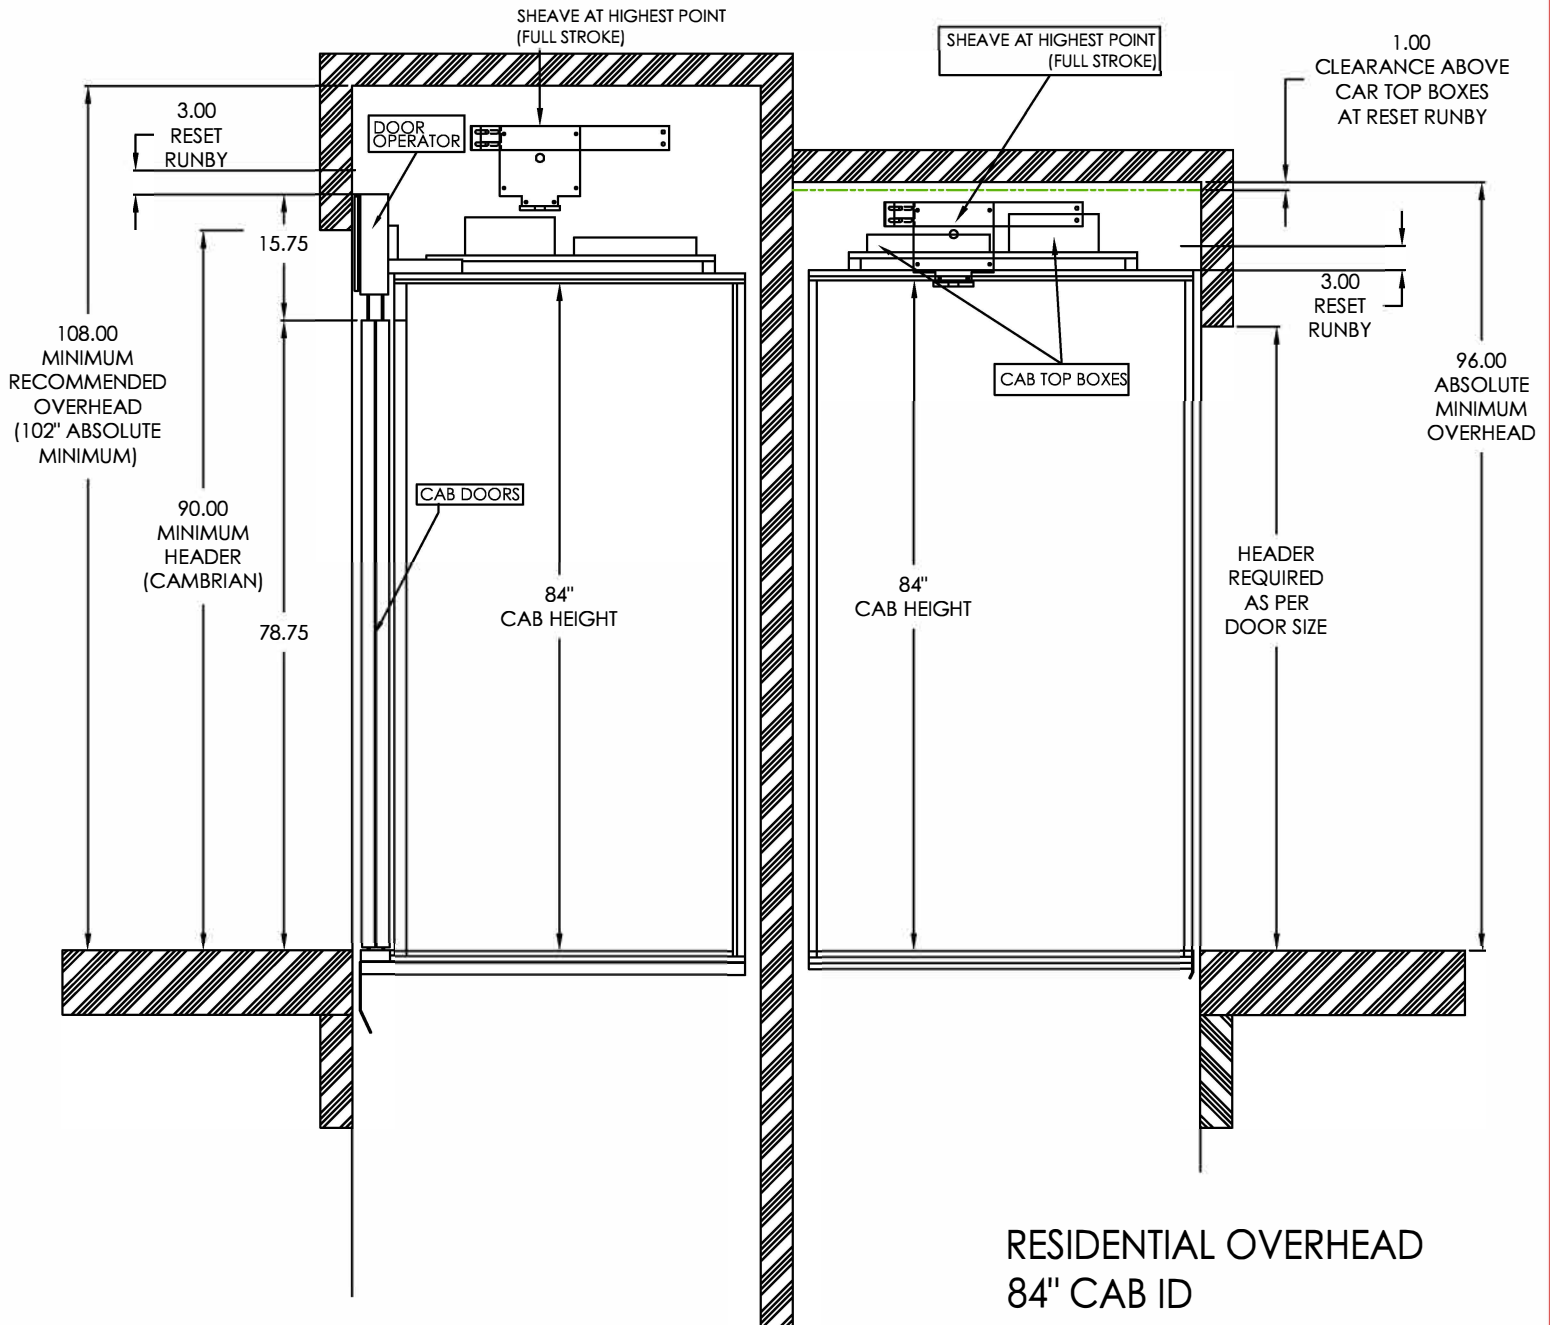 SHEAVE AT HIGHEST POINT
(FULL STROKE)
SHEAVE AT HIGHEST POINT
(FULL STROKE)
1.00
CLEARANCE ABOVE
CAR TOP BOXES
AT RESET RUNBY
3.00
RESET
RUNBY
DOOR
OPERATOR
15.75
3.00
RESET
RUNBY
108.00
MINIMUM
RECOMMENDED
OVERHEAD
(102" ABSOLUTE
MINIMUM)
CAB TOP BOXES
96.00
ABSOLUTE
MINIMUM
OVERHEAD
90.00
MINIMUM
HEADER
(CAMBRIAN)
CAB DOORS
78.75
84"
CAB HEIGHT
84"
CAB HEIGHT
HEADER
REQUIRED
AS PER
DOOR SIZE
RESIDENTIAL OVERHEAD
84" CAB ID